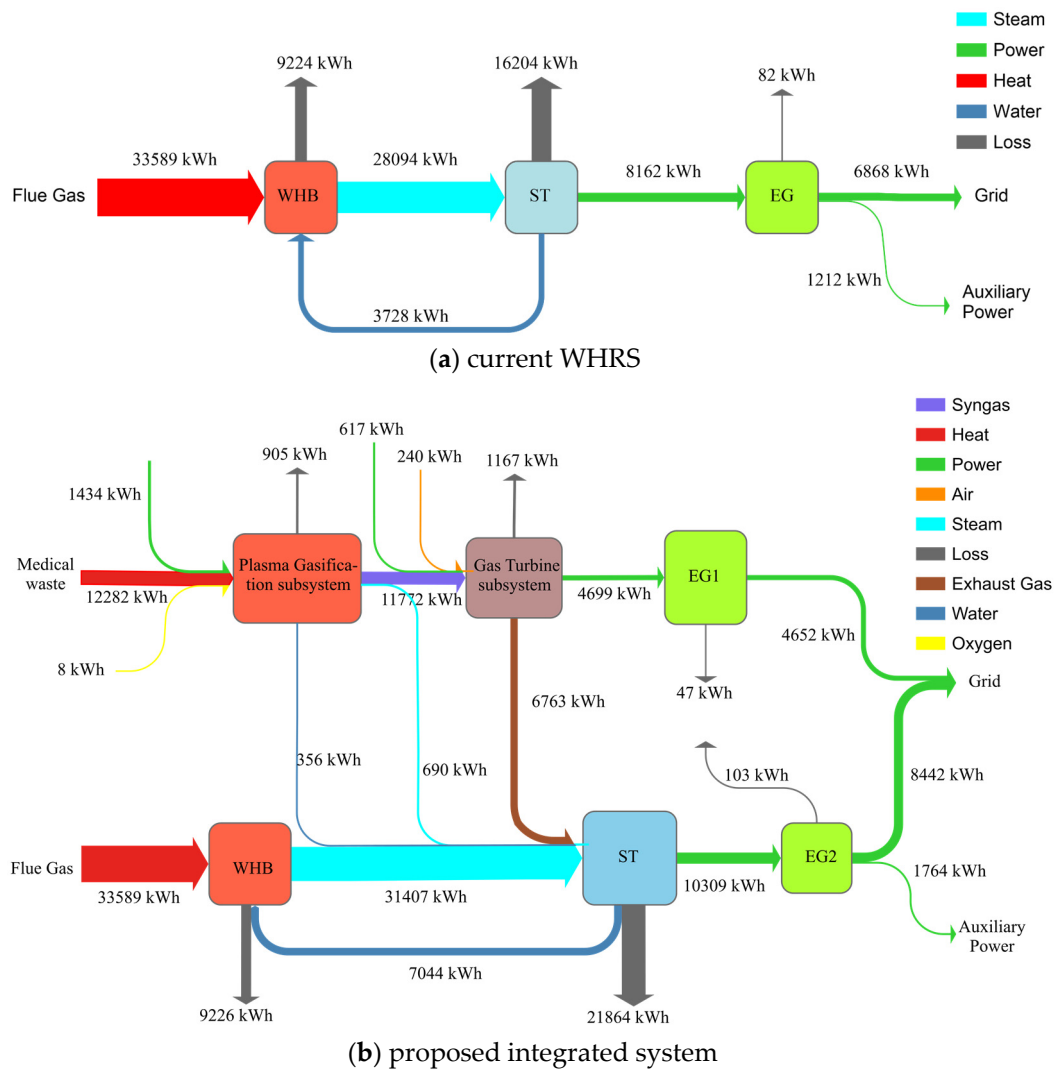 Steam
Power
Heat
Water
Loss
9224 kWh
16204 kWh
82 kWh
33589 kWh
28094 kWh
8162 kWh
6868 kWh
Flue Gas
WHB
ST
EG
Grid
1212 kWh
Auxiliary
Power
3728 kWh
(a) current WHRS
Syngas
Heat
Power
Air
Steam
Loss
Exhaust Gas
Water
Oxygen
617 kWh
905 kWh
240 kWh
1167 kWh
1434 kWh
Medical
waste
12282 kWh
Plasma Gasifica-
tion subsystem
11772 kWh
Gas Turbine
subsystem
4699 kWh
EG1
4652 kWh
8 kWh
47 kWh
Grid
6763 kWh
356 kWh
690 kWh
103 kWh
8442 kWh
Flue Gas
33589 kWh
WHB
31407 kWh
ST
10309 kWh
EG2
1764 kWh
Auxiliary
Power
7044 kWh
9226 kWh
21864 kWh
(b) proposed integrated system